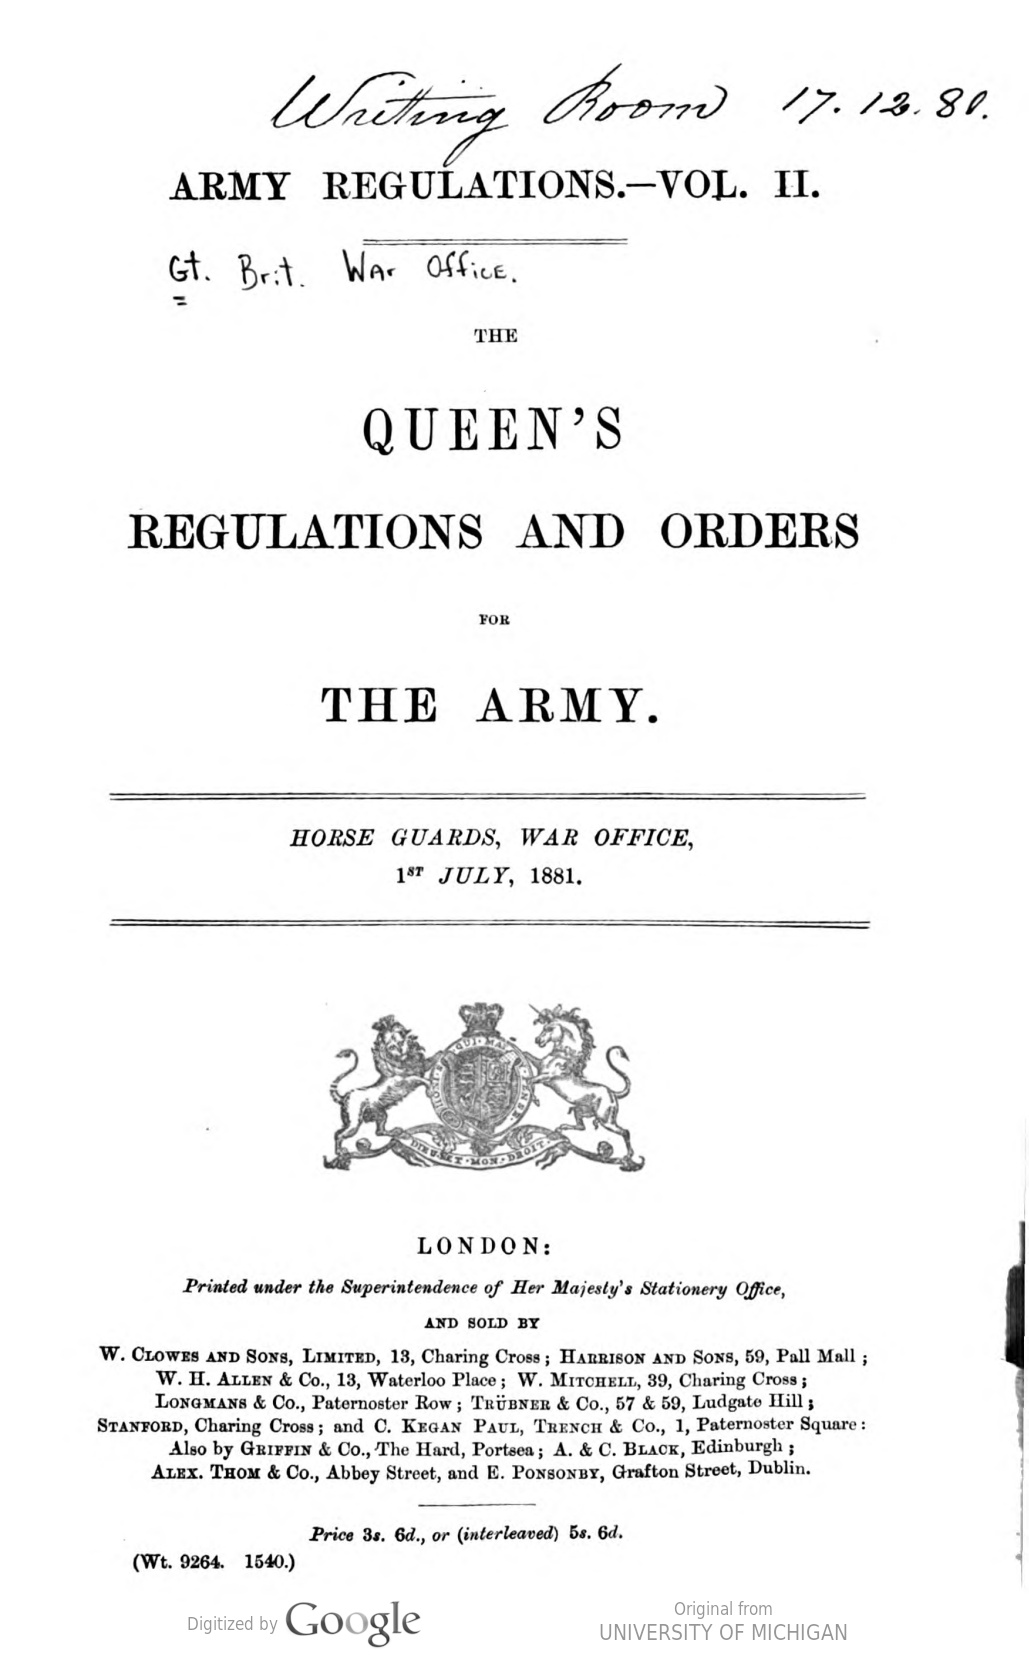 Writing Room 17.12.81.
ARMY REGULATIONS.—VOL. II.
Gt. Brit. War Office.
THE
QUEEN'S
REGULATIONS AND ORDERS
FOR
THE ARMY.
HORSE GUARDS, WAR OFFICE,
1ST JULY, 1881.
DIEU·ET·MON·DROIT
LONDON:
Printed under the Superintendence of Her Majesty's Stationery Office,
AND SOLD BY
W. CLOWES AND SONS, LIMITED, 13, Charing Cross; HARRISON AND SONS, 59, Pall Mall;
W. H. ALLEN & Co., 13, Waterloo Place; W. MITCHELL, 39, Charing Cross;
LONGMANS & Co., Paternoster Row; TRÜBNER & Co., 57 & 59, Ludgate Hill;
STANFORD, Charing Cross; and C. KEGAN PAUL, TRENCH & Co., 1, Paternoster Square:
Also by GRIFFIN & Co., The Hard, Portsea; A. & C. BLACK, Edinburgh;
ALEX. THOM & Co., Abbey Street, and E. PONSONBY, Grafton Street, Dublin.
Price 3s. 6d., or (interleaved) 5s. 6d.
(Wt. 9264. 1540.)
Digitized by Google
Original from
UNIVERSITY OF MICHIGAN